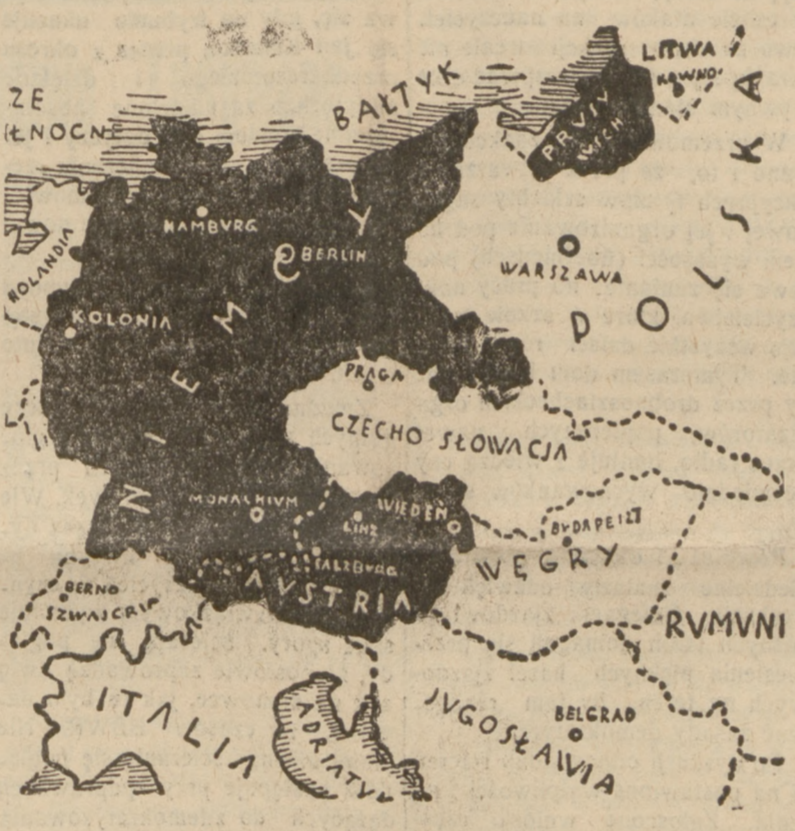 LITWA
KOWNO
ZE
ŁNOCNE
BAŁTYK
PRUSY
WSCH
HAMBURG
BERLIN
HOLANDIA
WARSZAWA
POLSKA
KOLONIA
NIEMCY
PRAGA
CZECHO SŁOWACJA
MONACHIUM
LINZ
WIEDEŃ
BUDAPESZT
SALZBURG
WĘGRY
BERNO
SZWAJCARIA
AUSTRIA
RUMUNI
ITALIA
ADRIATYK
JUGOSŁAWIA
BELGRAD